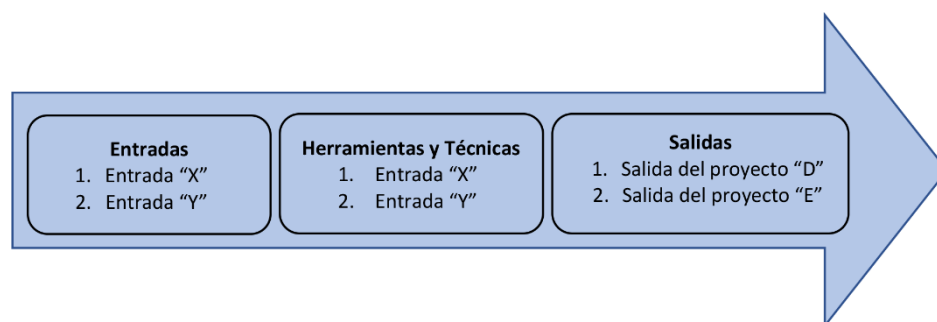 Entradas
1. Entrada “X”
2. Entrada “Y”
Herramientas y Técnicas
1. Entrada “X”
2. Entrada “Y”
Salidas
1. Salida del proyecto “D”
2. Salida del proyecto “E”